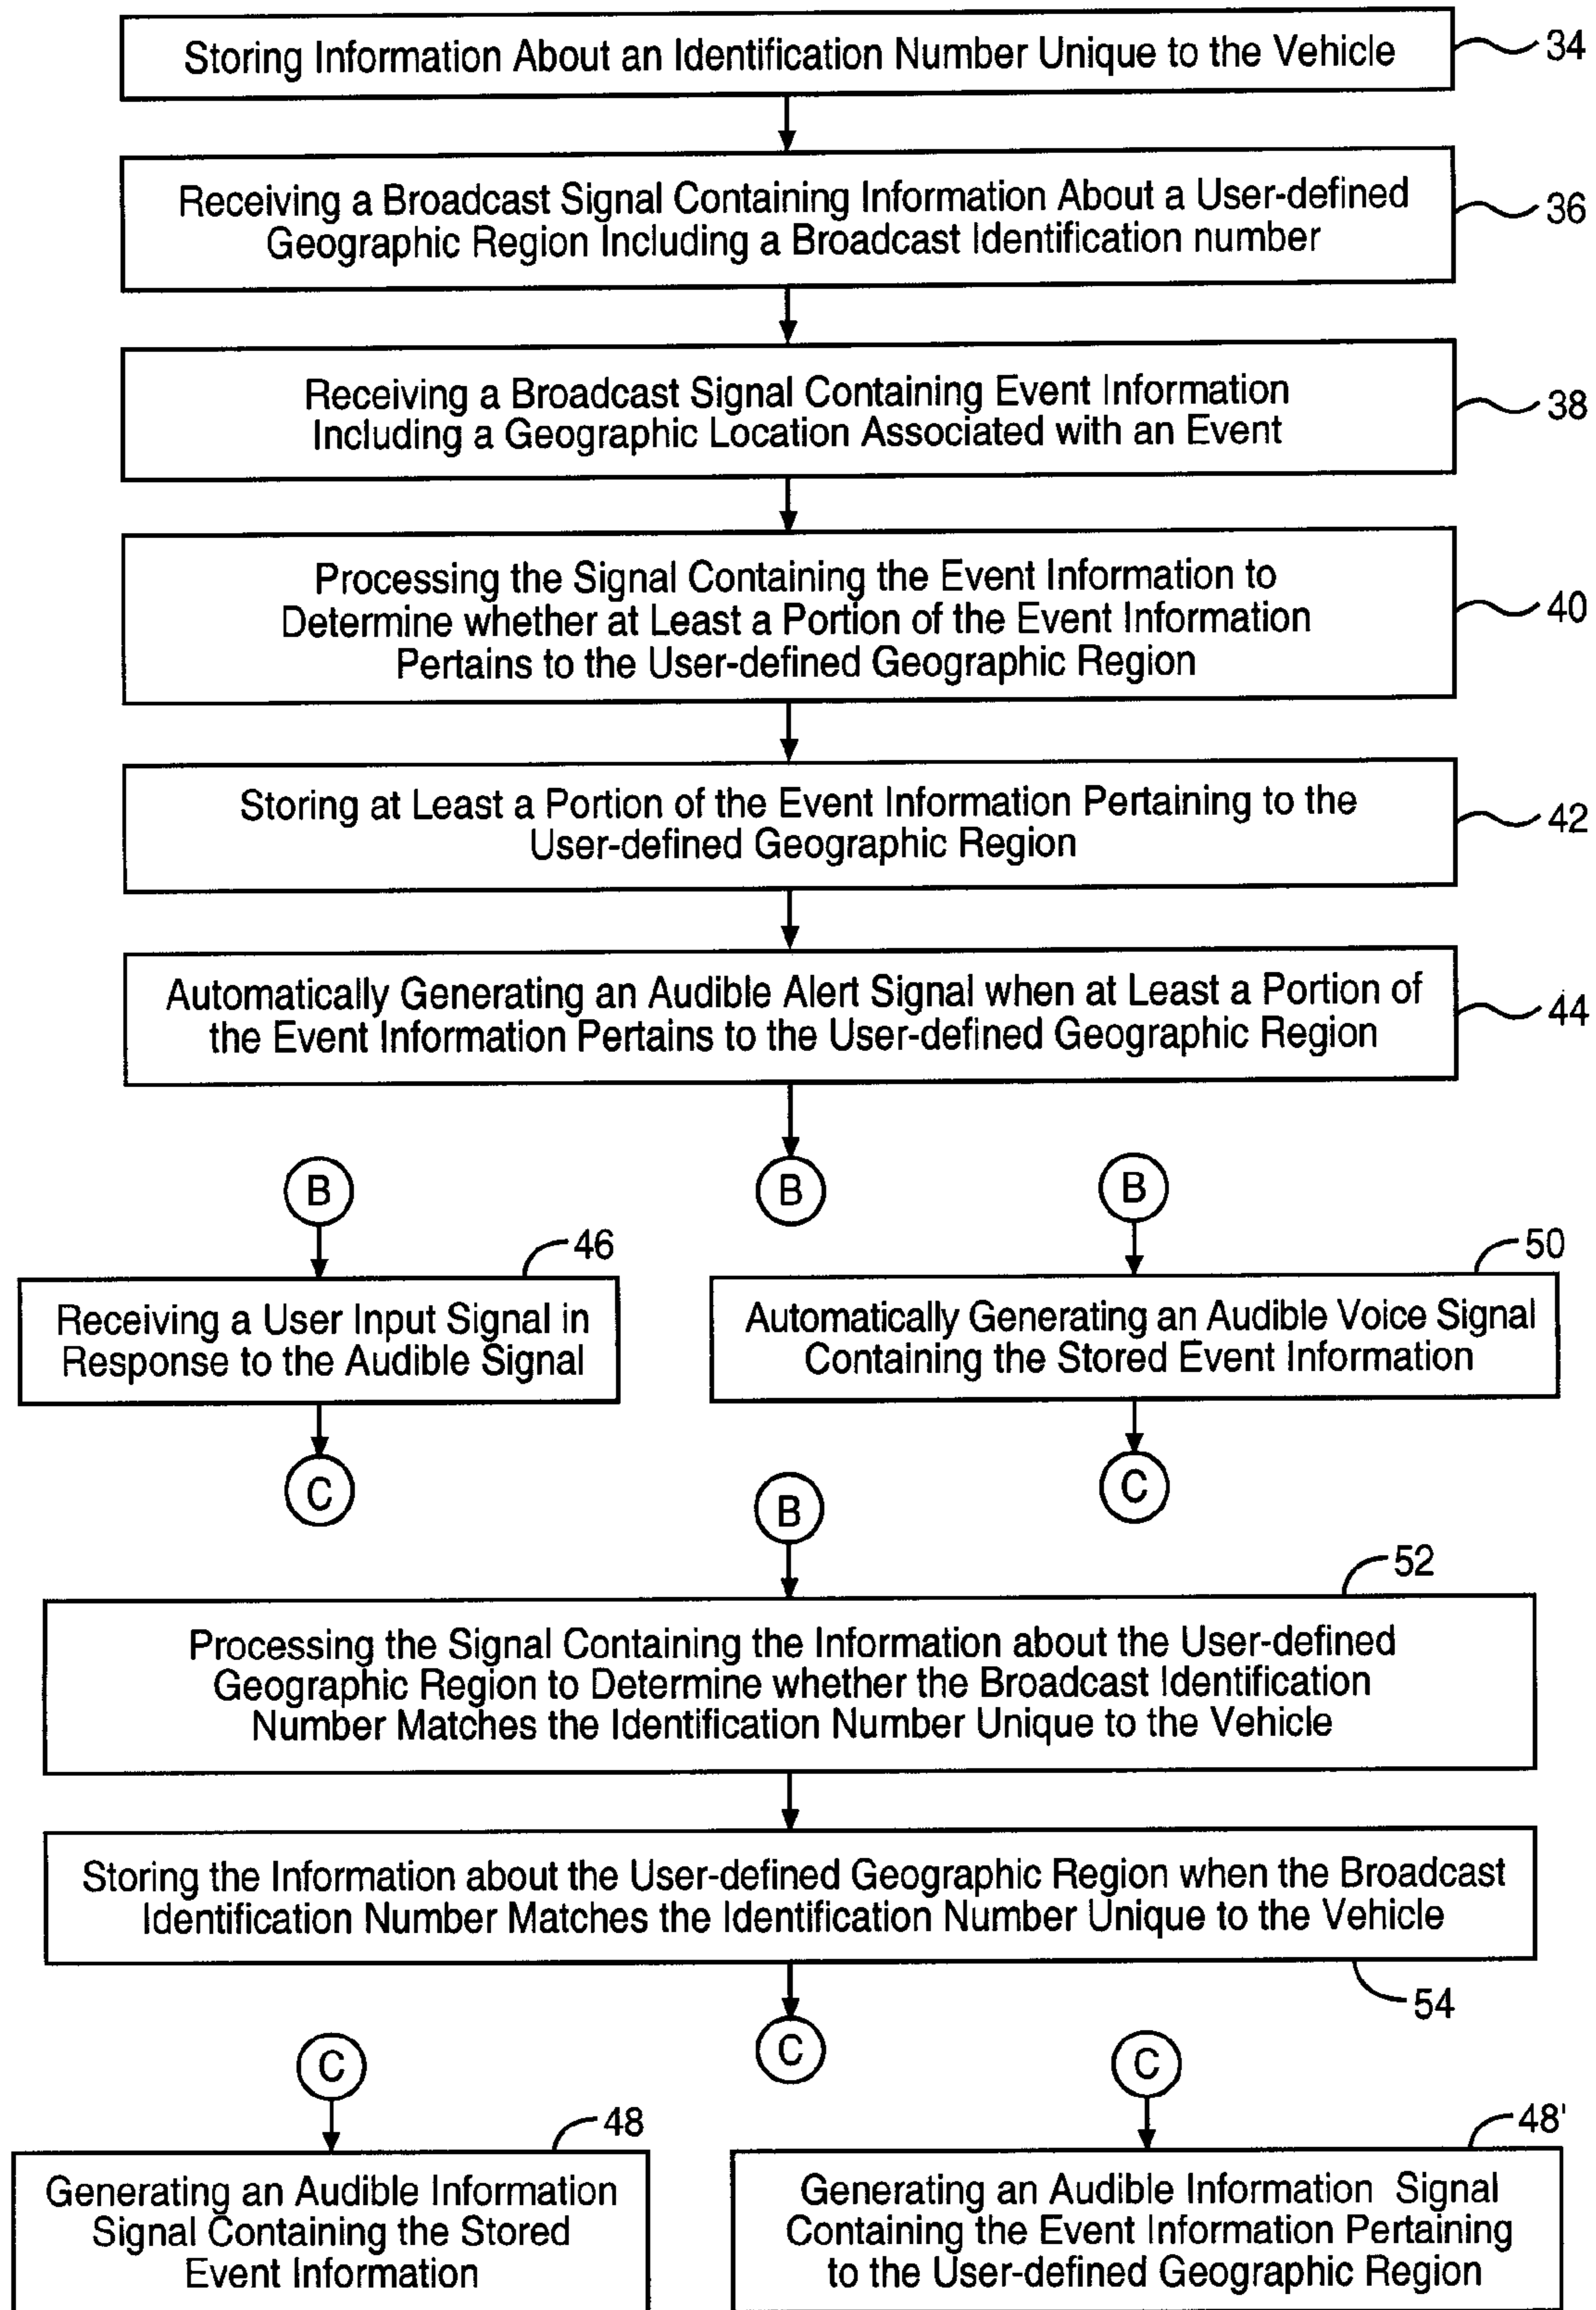 Storing Information About an Identification Number Unique to the Vehicle
34
Receiving a Broadcast Signal Containing Information About a User-defined
Geographic Region Including a Broadcast Identification number
36
Receiving a Broadcast Signal Containing Event Information
Including a Geographic Location Associated with an Event
38
Processing the Signal Containing the Event Information to
Determine whether at Least a Portion of the Event Information
Pertains to the User-defined Geographic Region
40
Storing at Least a Portion of the Event Information Pertaining to the
User-defined Geographic Region
42
Automatically Generating an Audible Alert Signal when at Least a Portion of
the Event Information Pertains to the User-defined Geographic Region
44
B
B
B
46
Receiving a User Input Signal in
Response to the Audible Signal
50
Automatically Generating an Audible Voice Signal
Containing the Stored Event Information
C
C
B
52
Processing the Signal Containing the Information about the User-defined
Geographic Region to Determine whether the Broadcast Identification
Number Matches the Identification Number Unique to the Vehicle
Storing the Information about the User-defined Geographic Region when the Broadcast
Identification Number Matches the Identification Number Unique to the Vehicle
54
C
C
C
48
Generating an Audible Information
Signal Containing the Stored
Event Information
48'
Generating an Audible Information Signal
Containing the Event Information Pertaining
to the User-defined Geographic Region